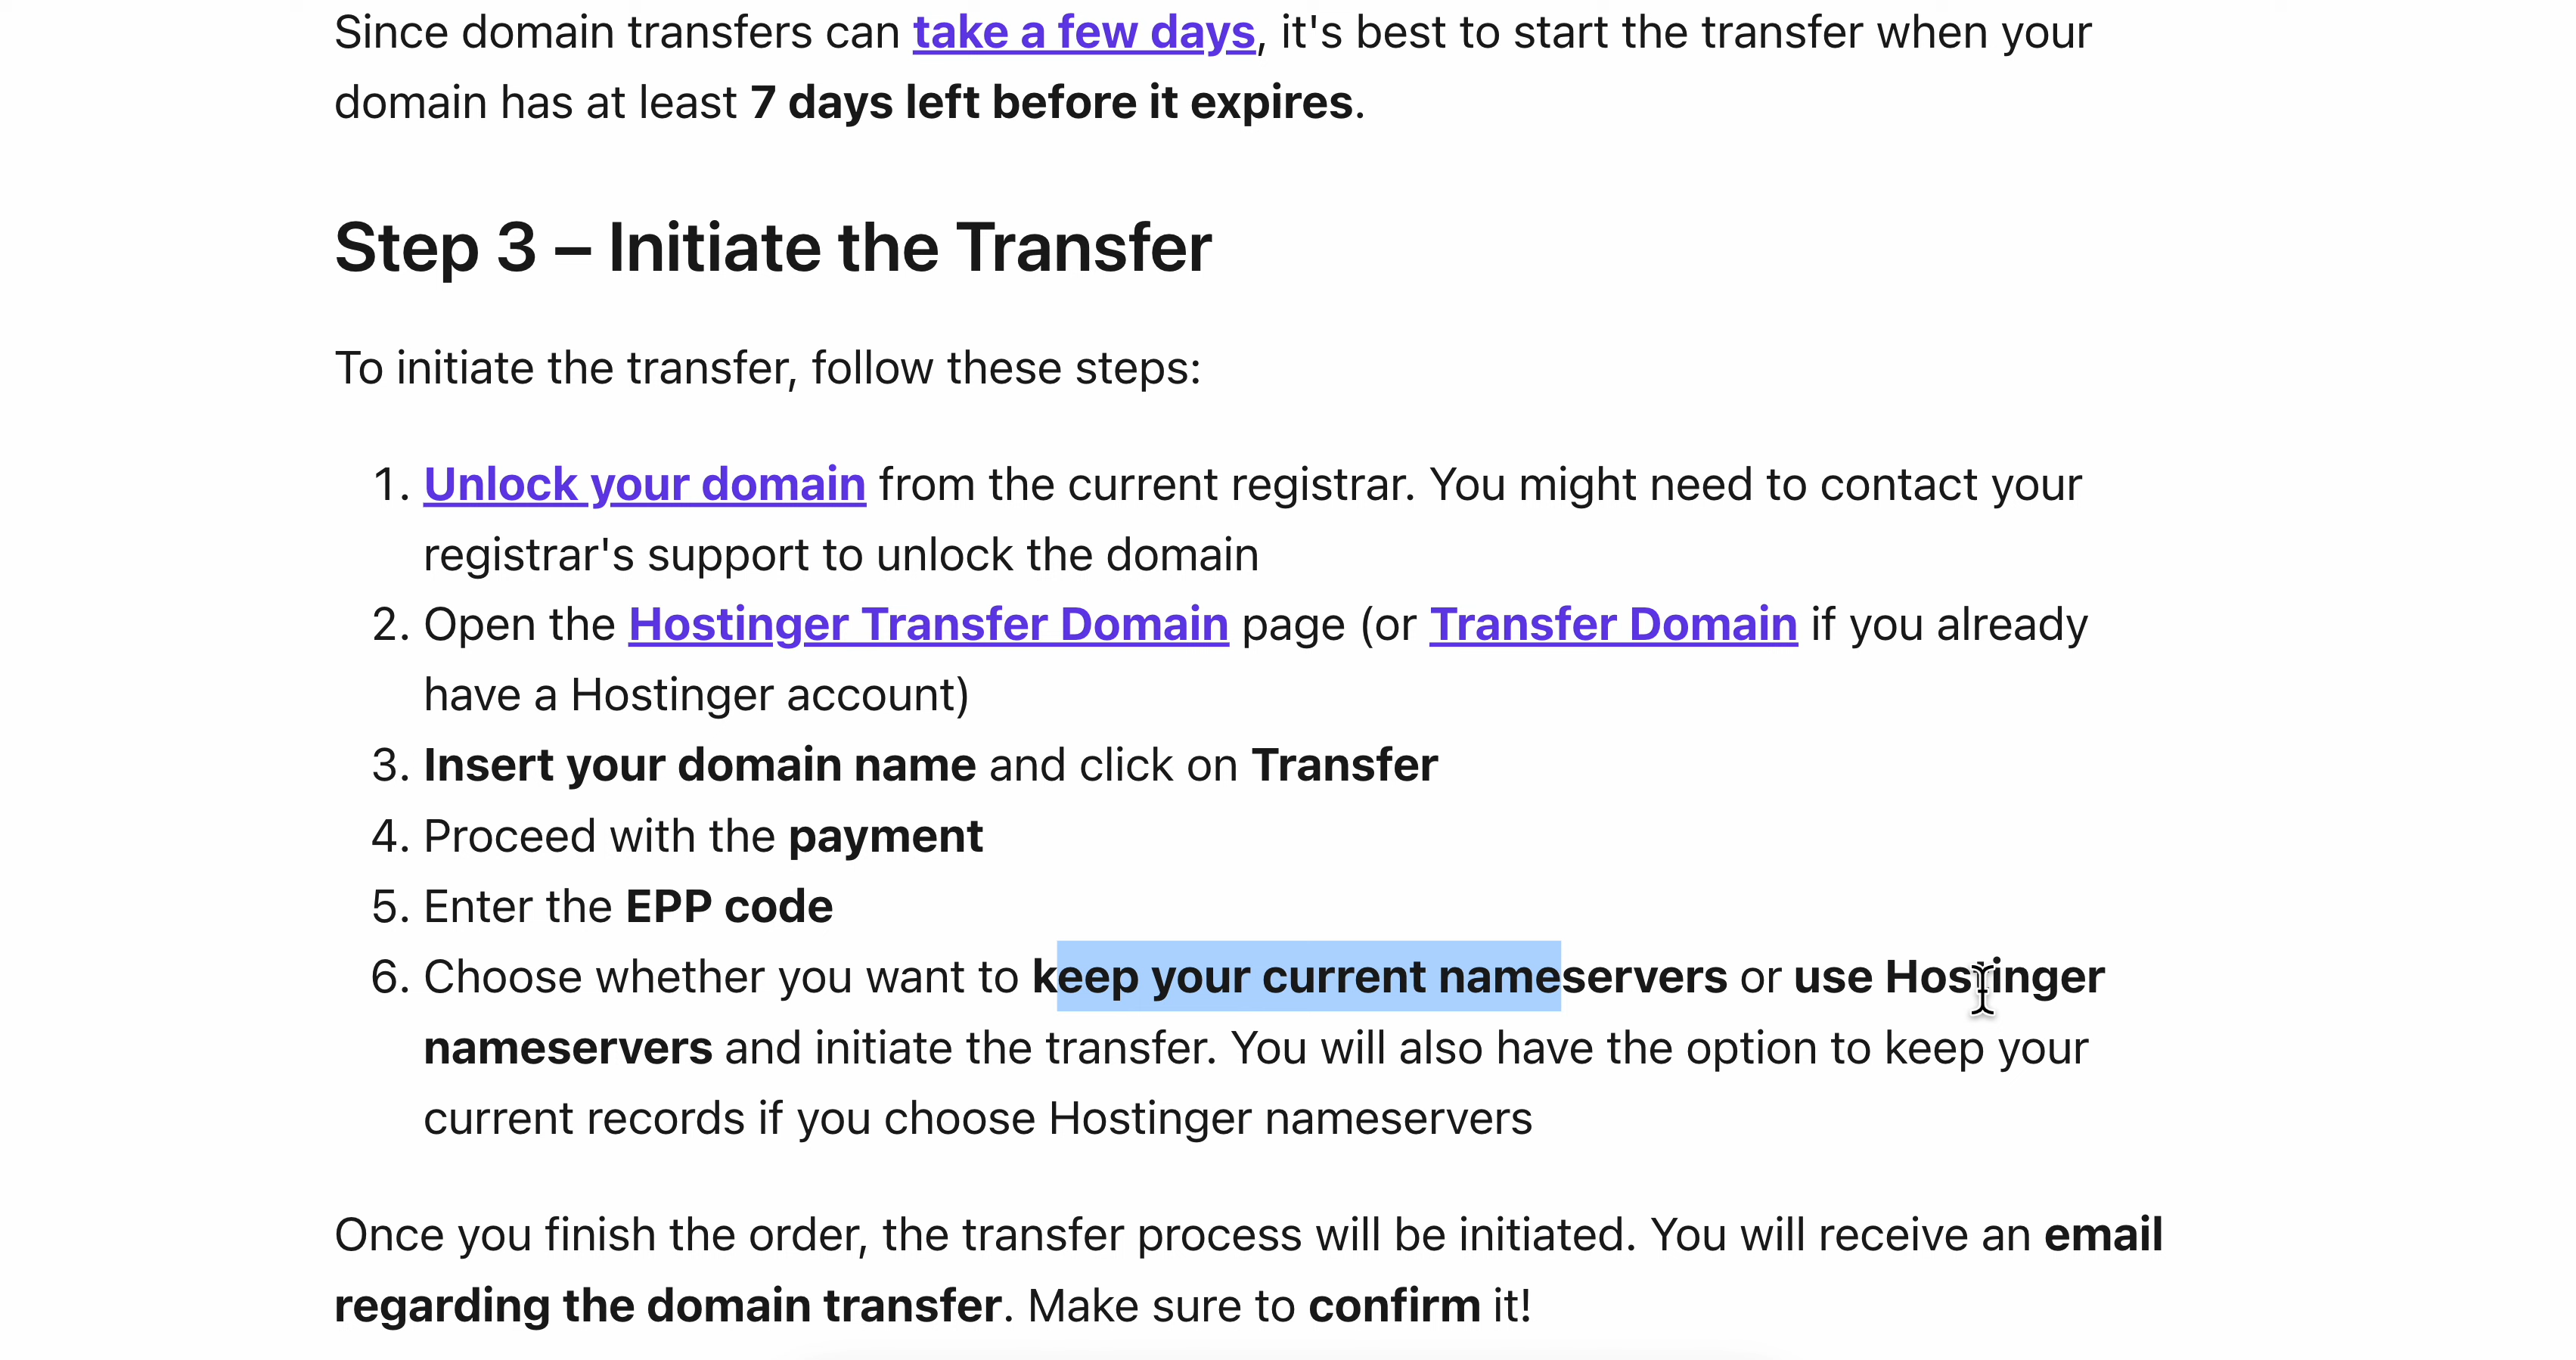 Since domain transfers can take a few days, it's best to start the transfer when your
domain has at least 7 days left before it expires.
Step 3 – Initiate the Transfer
To initiate the transfer, follow these steps:
1. Unlock your domain from the current registrar. You might need to contact your
registrar's support to unlock the domain
2. Open the Hostinger Transfer Domain page (or Transfer Domain if you already
have a Hostinger account)
3. Insert your domain name and click on Transfer
4. Proceed with the payment
5. Enter the EPP code
6. Choose whether you want to keep your current nameservers or use Hostinger
nameservers and initiate the transfer. You will also have the option to keep your
current records if you choose Hostinger nameservers
Once you finish the order, the transfer process will be initiated. You will receive an email
regarding the domain transfer. Make sure to confirm it!